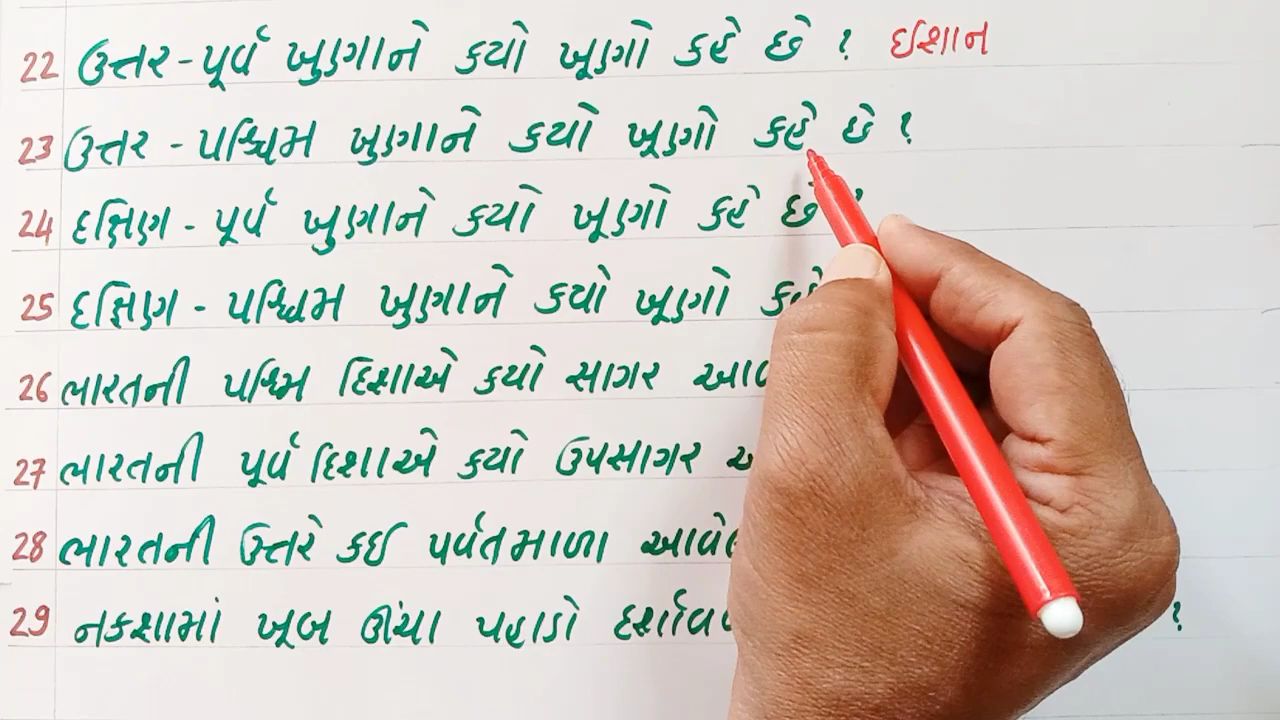 22 ઉત્તર - પૂર્વ ખુણાને કયો ખૂણો કહે છે ? ઈશાન
23 ઉત્તર - પશ્ચિમ ખુણાને કયો ખૂણો કહે છે ?
24 દક્ષિણ - પૂર્વ ખુણાને કયો ખૂણો કહે છે ?
25 દક્ષિણ - પશ્ચિમ ખુણાને કયો ખૂણો
26 ભારતની પશ્ચિમ દિશાએ કયો સાગર
27 ભારતની પૂર્વ દિશાએ કયો ઉપસાગર
28 ભારતની ઉત્તરે કઈ પર્વતમાળા
29 નકશામાં ખૂબ ઊંચા પહાડો ?